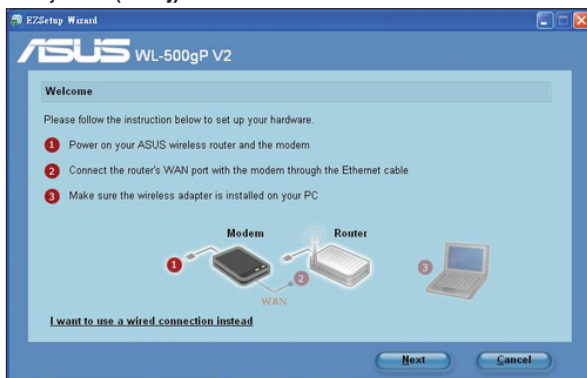 EZSetup Wizard
ASUS WL-500gP V2
Welcome
Please follow the instruction below to set up your hardware.
1 Power on your ASUS wireless router and the modem
2 Connect the router's WAN port with the modem through the Ethernet cable
3 Make sure the wireless adapter is installed on your PC
Modem Router
1
2
3
WAN
I want to use a wired connection instead
Next Cancel